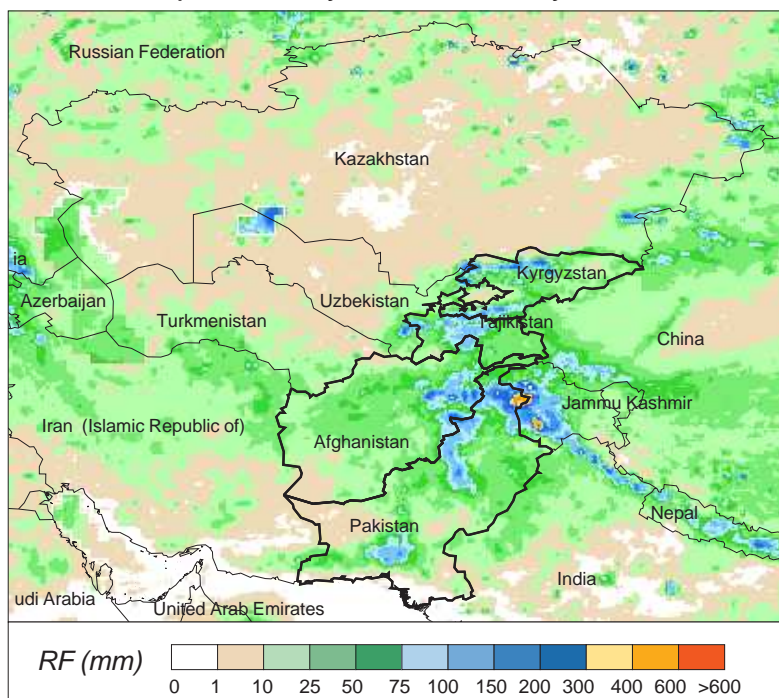 Russian Federation
Kazakhstan
ia
Kyrgyzstan
Azerbaijan
Uzbekistan
Turkmenistan
Tajikistan
China
Jammu Kashmir
Iran (Islamic Republic of)
Afghanistan
Nepal
Pakistan
India
udi Arabia
United Arab Emirates
RF (mm)
0 1 10 25 50 75 100 150 200 300 400 600 >600